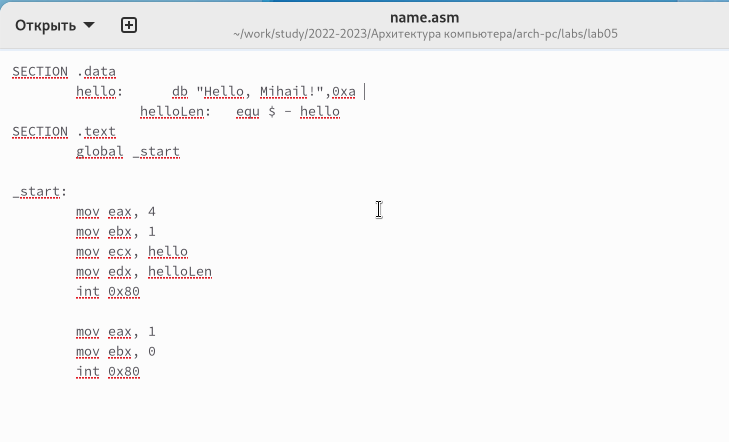 Открыть
name.asm
~/work/study/2022-2023/Архитектура компьютера/arch-pc/labs/lab05
SECTION .data
hello: db "Hello, Mihail!",0xa
helloLen: equ $ - hello
SECTION .text
global _start
_start:
mov eax, 4
mov ebx, 1
mov ecx, hello
mov edx, helloLen
int 0x80
mov eax, 1
mov ebx, 0
int 0x80